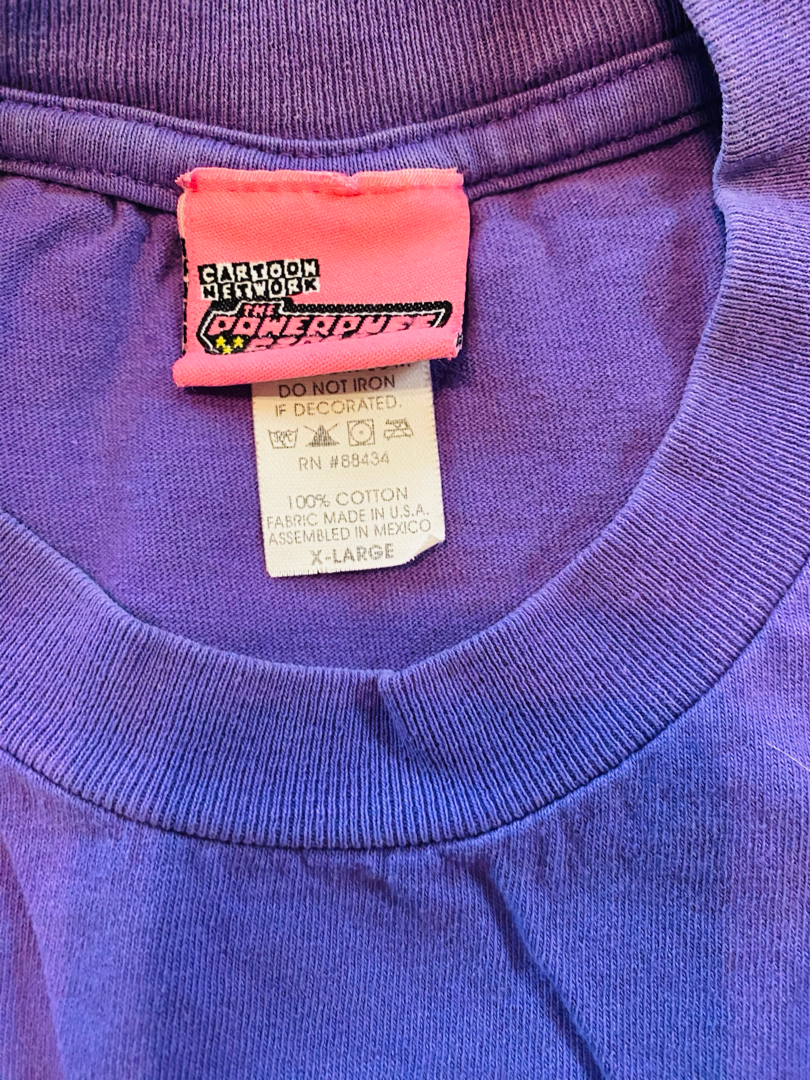 CARTOON
NETWORK
THE
POWERPUFF
DO NOT IRON
IF DECORATED.
RN #88434
100% COTTON
FABRIC MADE IN U.S.A.
ASSEMBLED IN MEXICO
X-LARGE